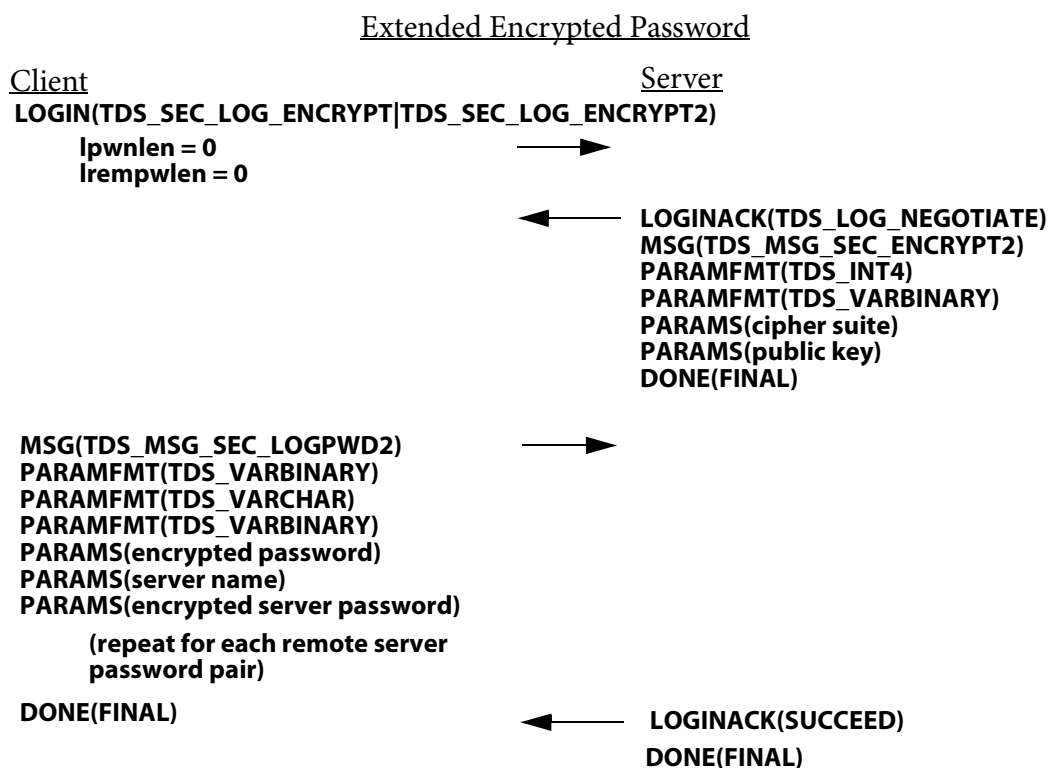 Extended Encrypted Password
Client
Server
LOGIN(TDS_SEC_LOG_ENCRYPT|TDS_SEC_LOG_ENCRYPT2)
lpwnlen = 0
lrempwlen = 0
LOGINACK(TDS_LOG_NEGOTIATE)
MSG(TDS_MSG_SEC_ENCRYPT2)
PARAMFMT(TDS_INT4)
PARAMFMT(TDS_VARBINARY)
PARAMS(cipher suite)
PARAMS(public key)
DONE(FINAL)
MSG(TDS_MSG_SEC_LOGPWD2)
PARAMFMT(TDS_VARBINARY)
PARAMFMT(TDS_VARCHAR)
PARAMFMT(TDS_VARBINARY)
PARAMS(encrypted password)
PARAMS(server name)
PARAMS(encrypted server password)
(repeat for each remote server
password pair)
DONE(FINAL)
LOGINACK(SUCCEED)
DONE(FINAL)